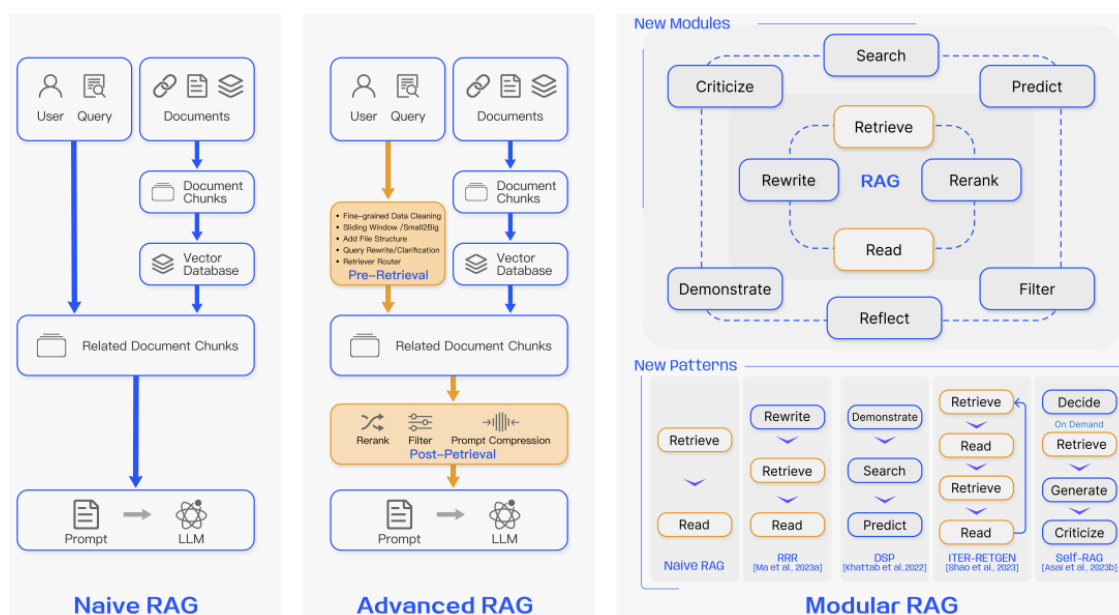 User Query
Documents
Document
Chunks
Vector
Database
Related Document Chunks
Prompt
LLM
Naive RAG
User Query
Documents
• Fine-grained Data Cleaning
• Sliding Window /Small2Big
• Add File Structure
• Query Rewrite/Clarification
• Retriever Router
Pre-Retrieval
Document
Chunks
Vector
Database
Related Document Chunks
Rerank
Filter
Prompt Compression
Post-Petrieval
Prompt
LLM
Advanced RAG
New Modules
Search
Criticize
Predict
Retrieve
Rewrite
RAG
Rerank
Read
Demonstrate
Filter
Reflect
New Patterns
Retrieve
Read
Naive RAG
Rewrite
Retrieve
Read
RRR
[Ma et al., 2023a]
Demonstrate
Search
Predict
DSP
[Khattab et al.,2022]
Retrieve
Read
Retrieve
Read
ITER-RETGEN
[Shao et al., 2023]
Decide
On Demand
Retrieve
Generate
Criticize
Self-RAG
[Asai et al., 2023b]
Modular RAG